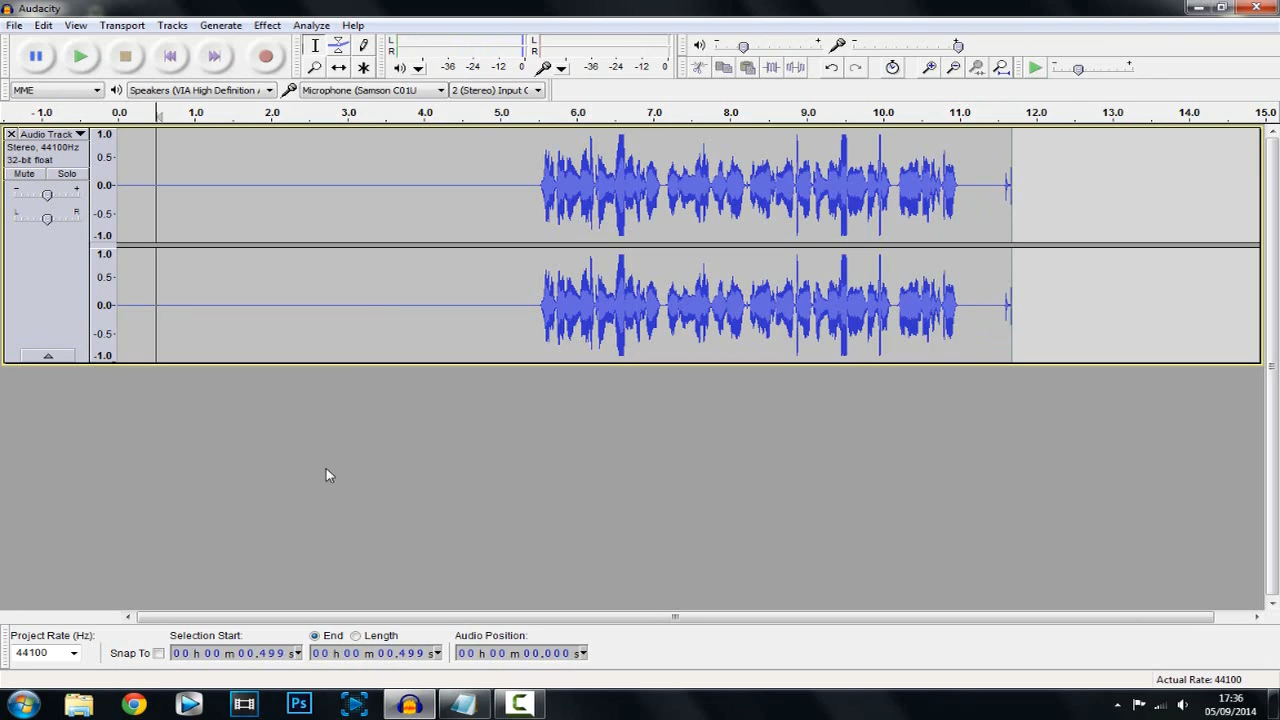 Audacity
File Edit View Transport Tracks Generate Effect Analyze Help
L
R
-36 -24 -12 0
L
R
-36 -24 -12 0
MME
Speakers (VIA High Definition A
Microphone (Samson C01U
2 (Stereo) Input C
- 1.0 0.0 1.0 2.0 3.0 4.0 5.0 6.0 7.0 8.0 9.0 10.0 11.0 12.0 13.0 14.0 15.0
Audio Track
Stereo, 44100Hz
32-bit float
Mute Solo
- +
L R
1.0
0.5-
0.0-
-0.5-
-1.0
1.0
0.5-
0.0-
-0.5-
-1.0
Project Rate (Hz):
44100
Snap To
Selection Start:
00 h 00 m 00.499 s
End Length
00 h 00 m 00.499 s
Audio Position:
00 h 00 m 00.000 s
Actual Rate: 44100
Ps
C
17:36
05/09/2014